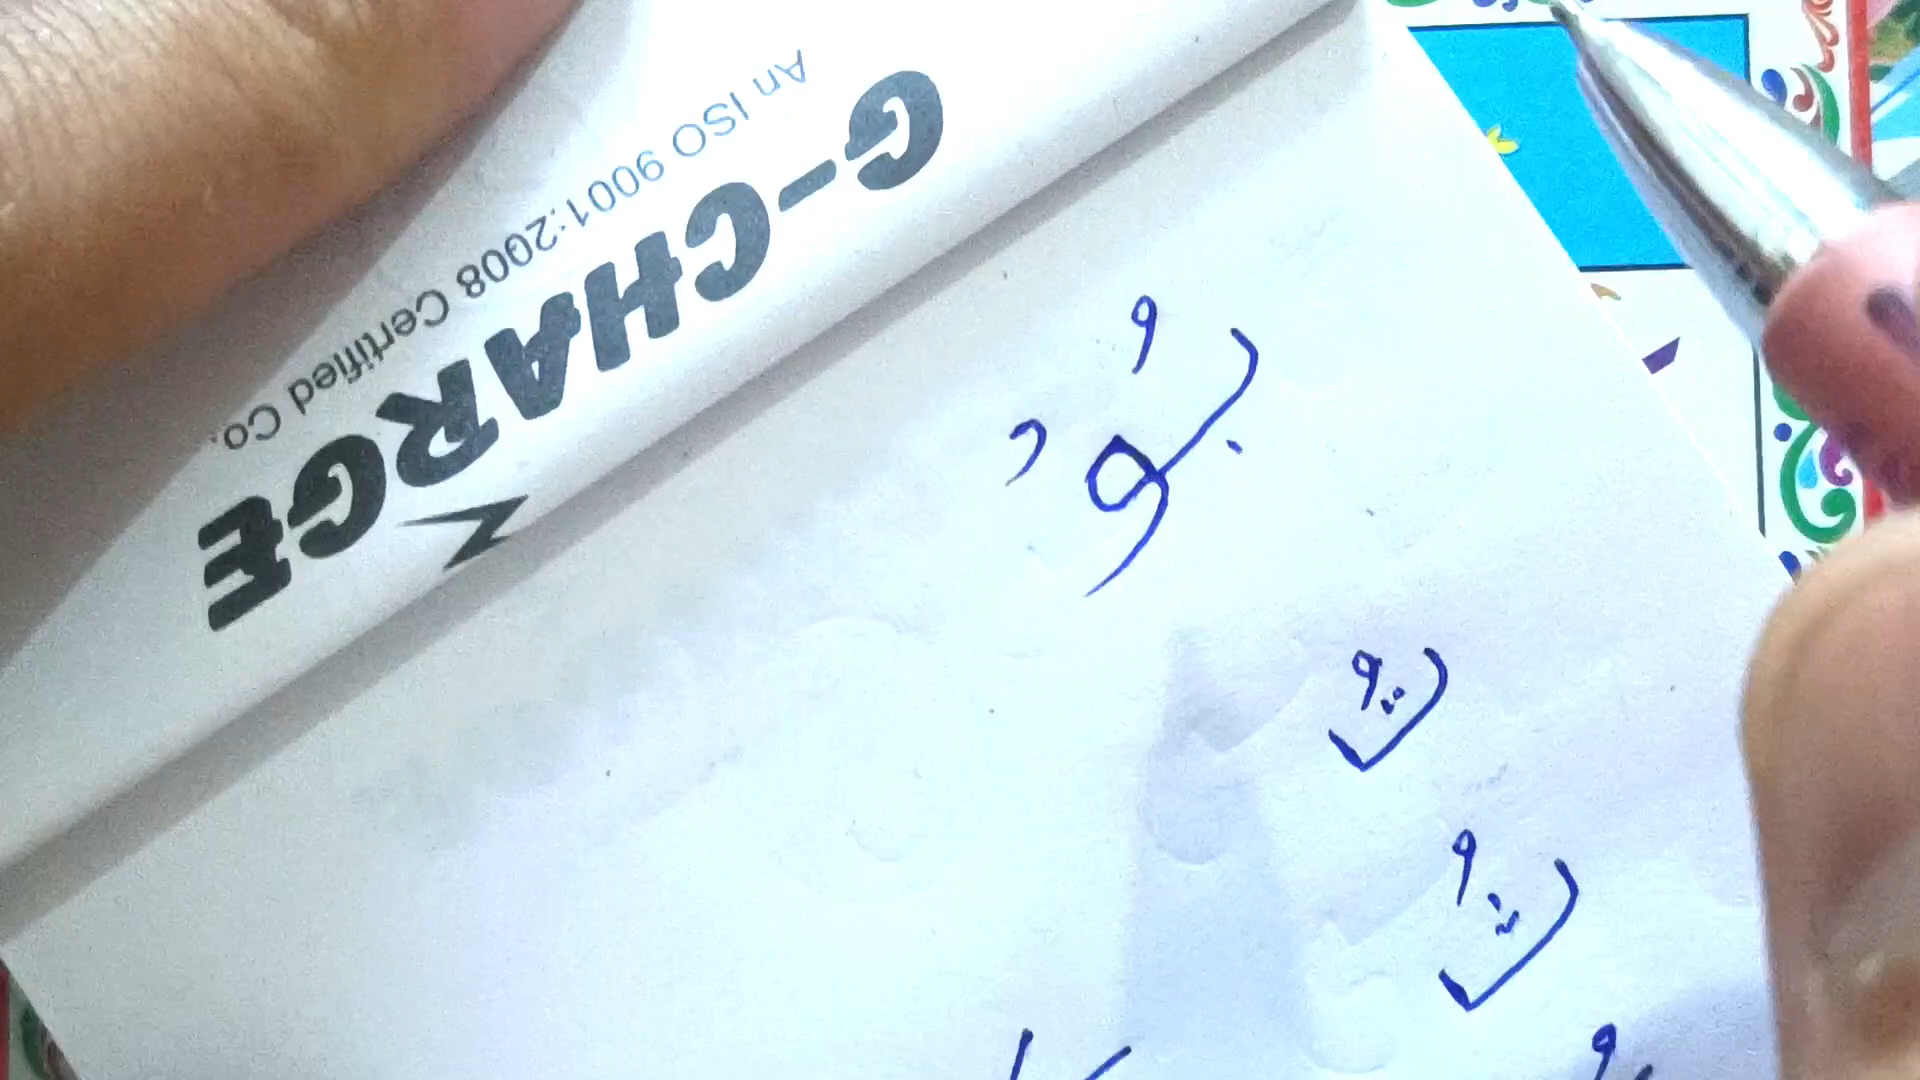 G-CHARGE
An ISO 9001:2008 Certified Co.
بُوْ
تُ
ثُ